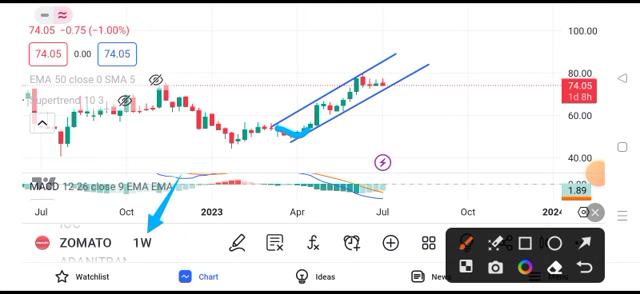 74.05 −0.75 (−1.00%)
100.00
74.05 0.00 74.05
EMA 50 close 0 SMA 5
80.00
74.05
1d 8h
Supertrend 10 3
60.00
40.00
MACD 12 26 close 9 EMA EMA
1.89
Jul Oct 2023 Apr Jul Oct 2024
ZOMATO 1W
Watchlist Chart Ideas News Menu